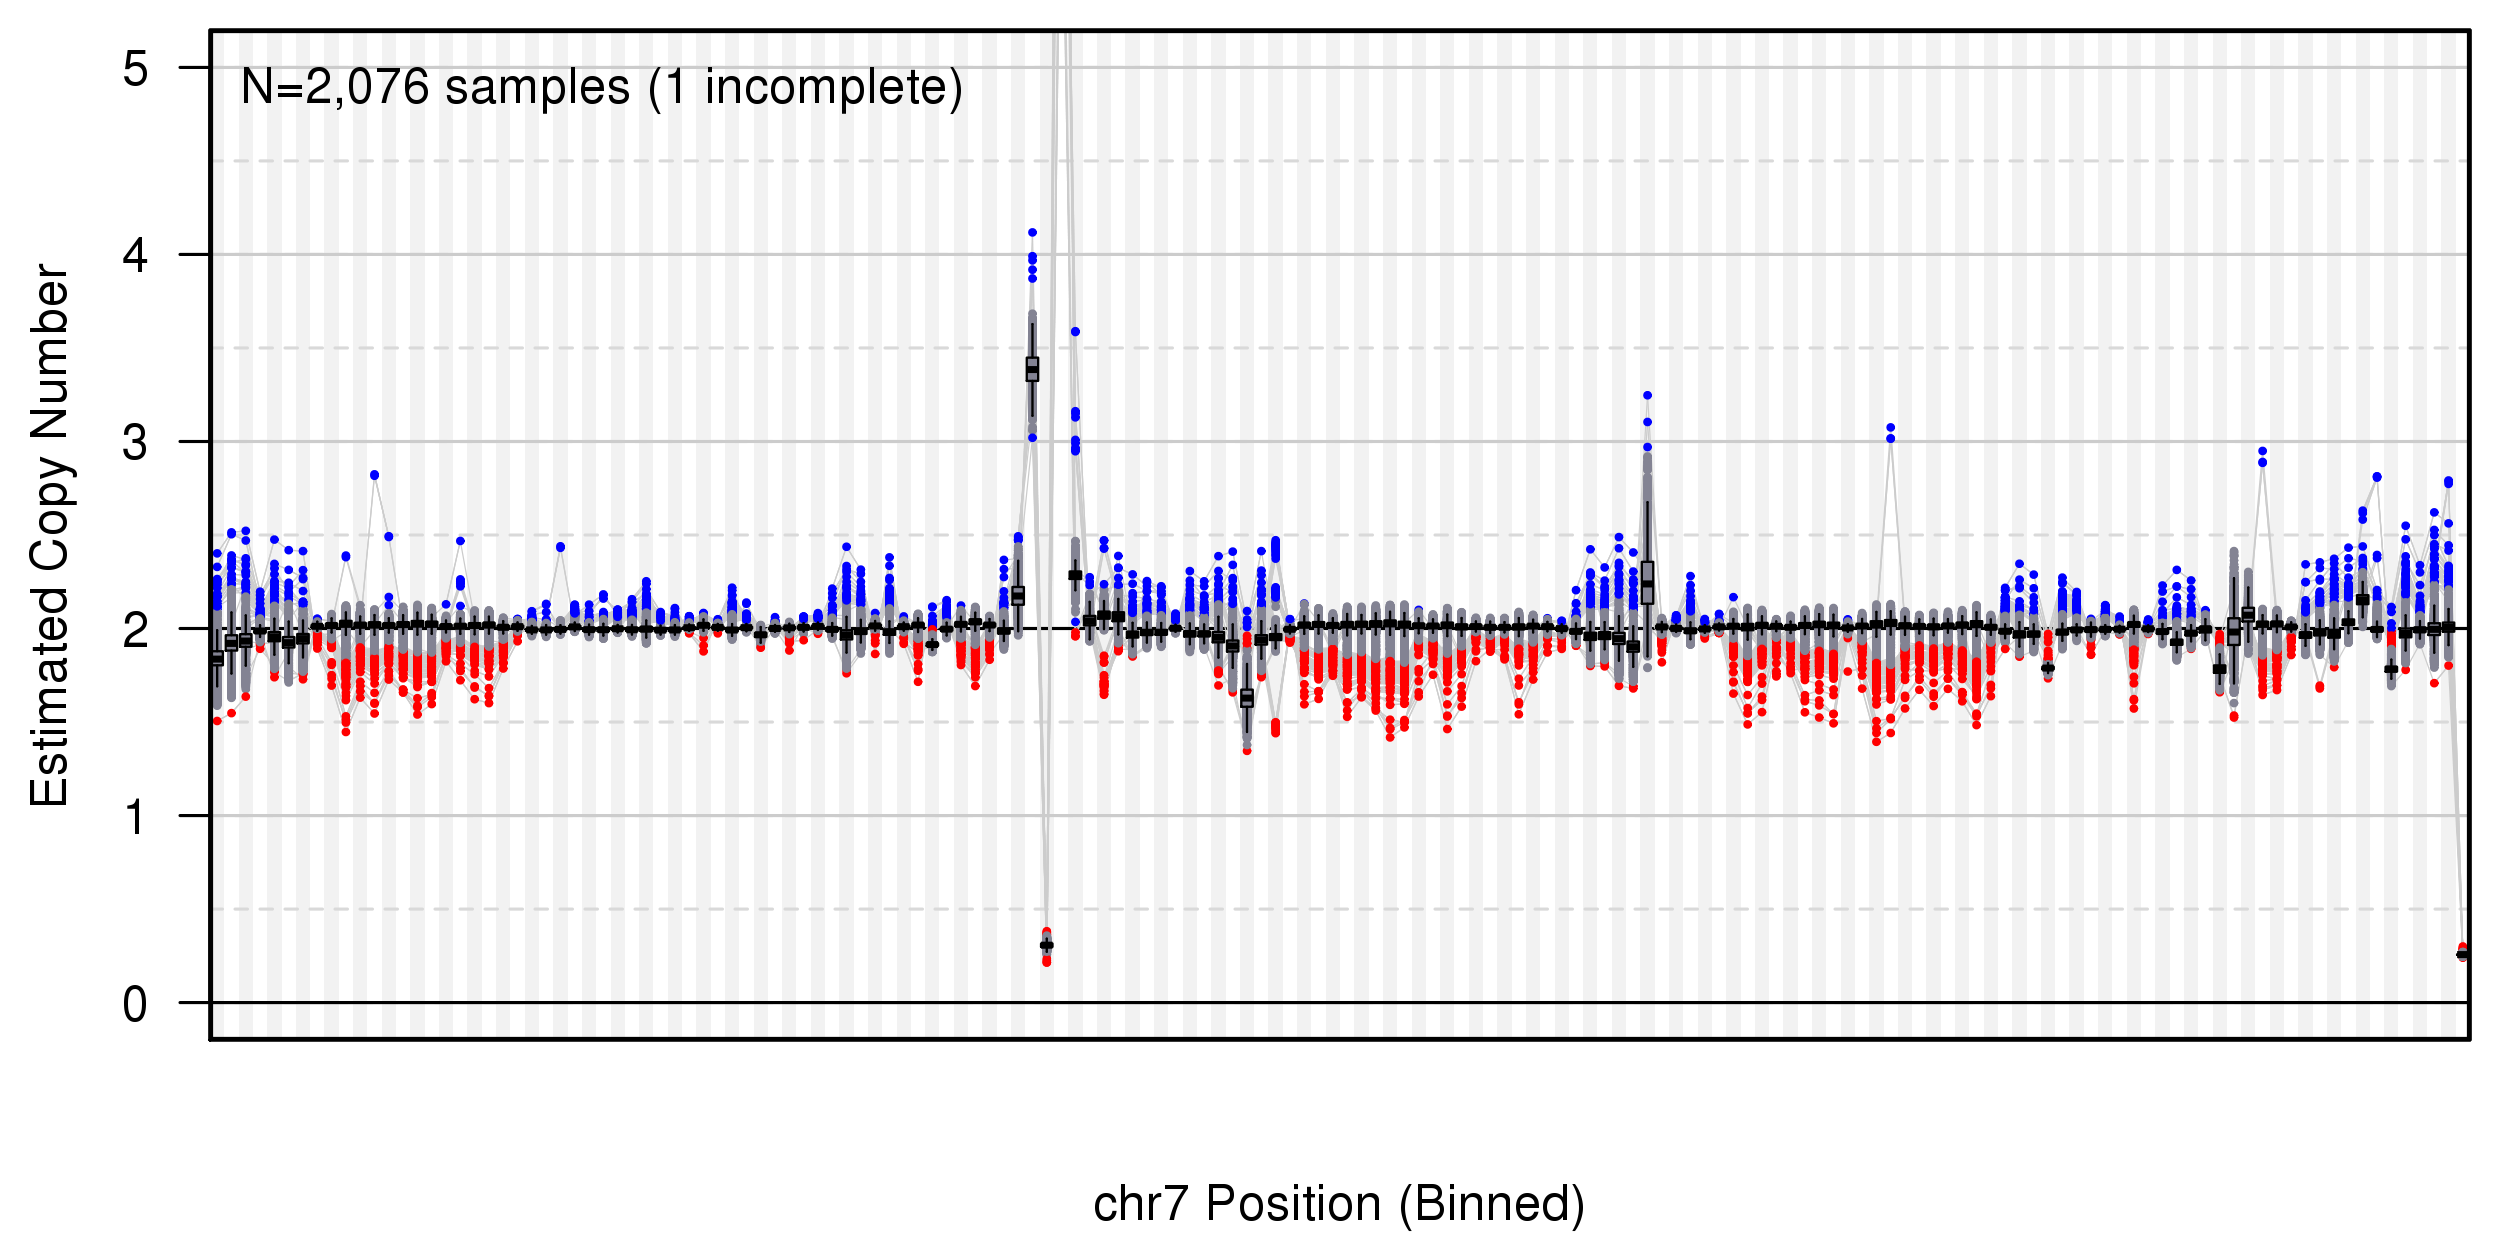 N=2,076 samples (1 incomplete)
5
4
3
2
1
0
Estimated Copy Number
chr7 Position (Binned)